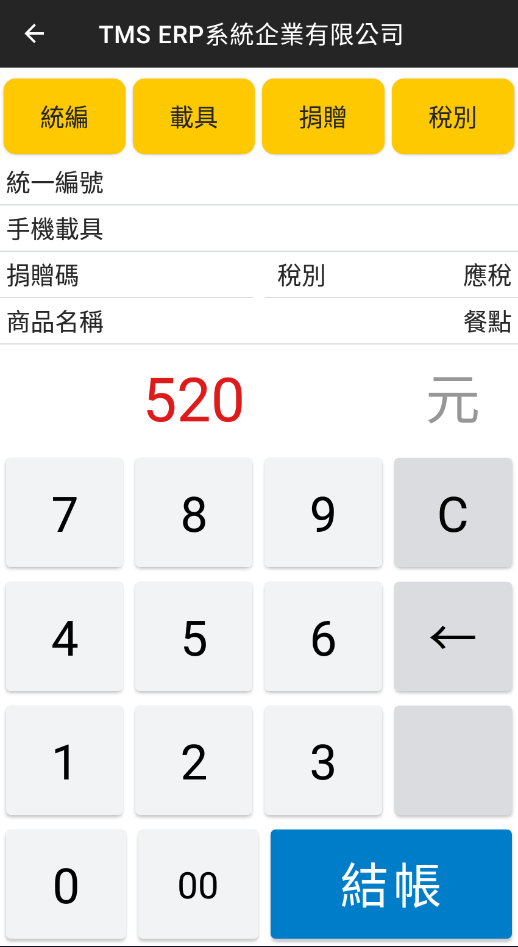 ← TMS ERP系統企業有限公司
統編 載具 捐贈 稅別
統一編號
手機載具
捐贈碼 稅別 應稅
商品名稱 餐點
520 元
7 8 9 C
4 5 6 ←
1 2 3
0 00 結帳